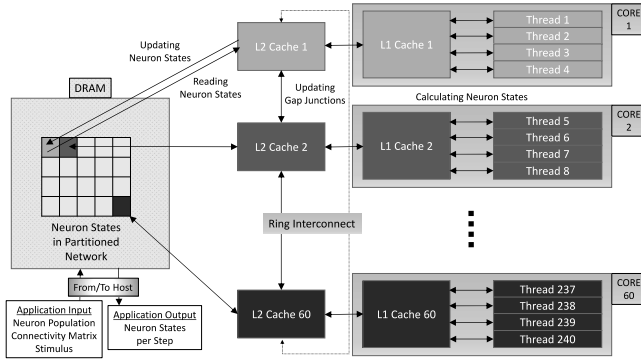 Updating
Neuron States
Reading
Neuron States
DRAM
Neuron States
in Partitioned
Network
From/To Host
Application Input
Neuron Population
Connectivity Matrix
Stimulus
Application Output
Neuron States
per Step
L2 Cache 1
Updating
Gap Junctions
L2 Cache 2
Ring Interconnect
L2 Cache 60
L1 Cache 1
Thread 1
Thread 2
Thread 3
Thread 4
CORE
1
Calculating Neuron States
L1 Cache 2
Thread 5
Thread 6
Thread 7
Thread 8
CORE
2
L1 Cache 60
Thread 237
Thread 238
Thread 239
Thread 240
CORE
60